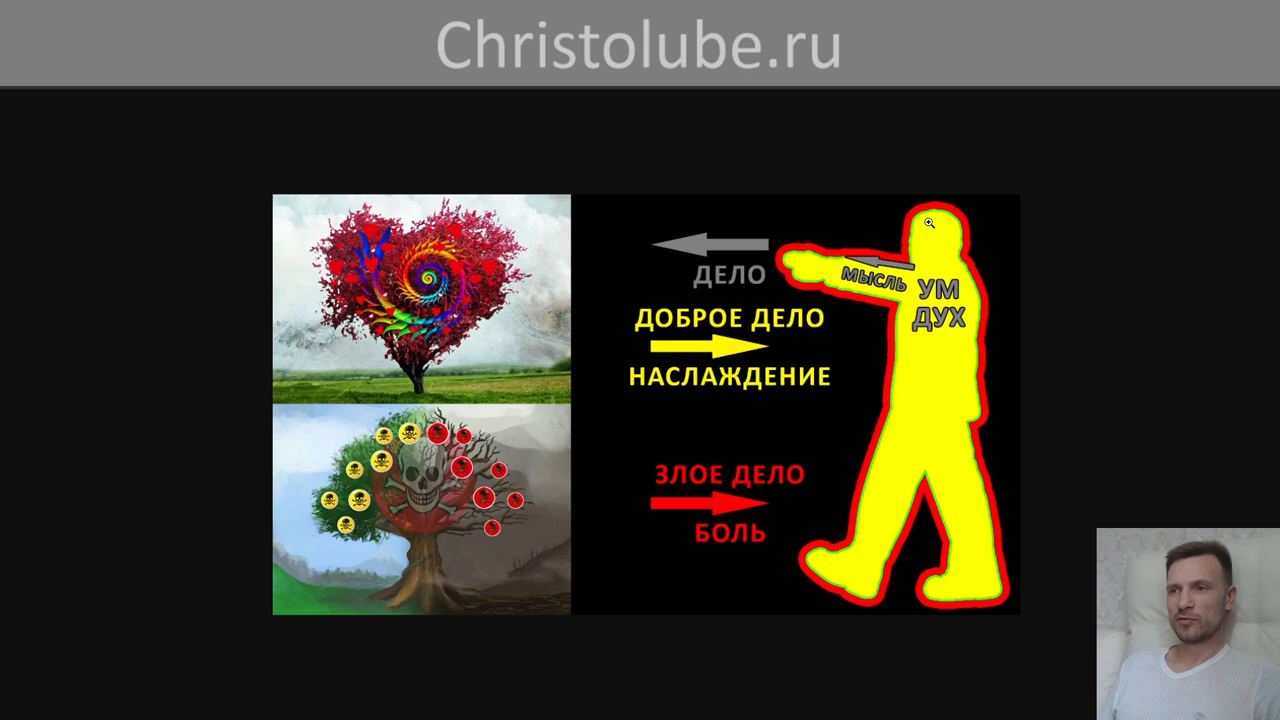 Christolube.ru
ДЕЛО
МЫСЛЬ
УМ
ДУХ
ДОБРОЕ ДЕЛО
НАСЛАЖДЕНИЕ
ЗЛОЕ ДЕЛО
БОЛЬ